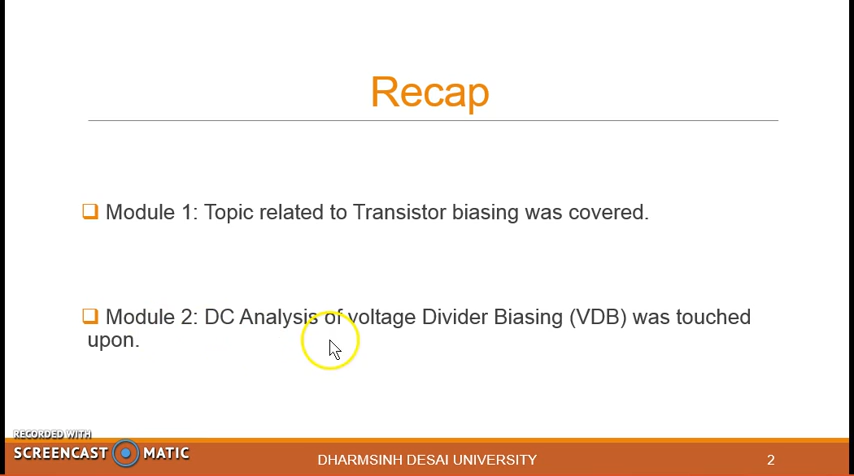 Recap
❑ Module 1: Topic related to Transistor biasing was covered.
❑ Module 2: DC Analysis of voltage Divider Biasing (VDB) was touched
upon.
RECORDED WITH
SCREENCAST MATIC
DHARMSINH DESAI UNIVERSITY
2